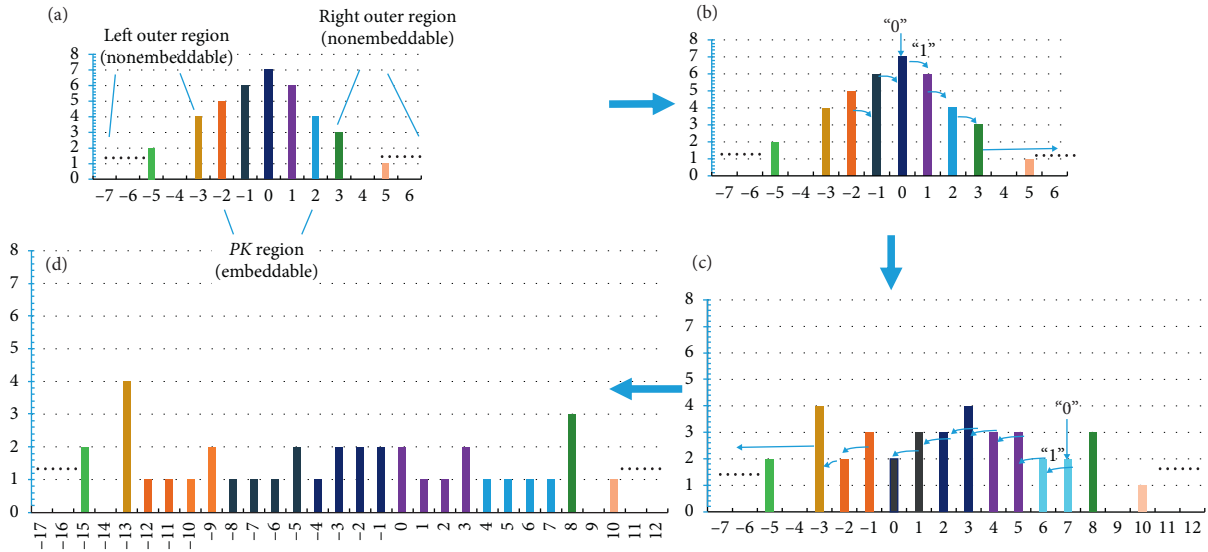 (a)
Left outer region
(nonembeddable)
Right outer region
(nonembeddable)
8
7
6
5
4
3
2
1
0
–7 –6 –5 –4 –3 –2 –1 0 1 2 3 4 5 6
PK region
(embeddable)
(b)
“0”
“1”
8
7
6
5
4
3
2
1
0
–7 –6 –5 –4 –3 –2 –1 0 1 2 3 4 5 6
(d)
8
7
6
5
4
3
2
1
0
–17 –16 –15 –14 –13 –12 –11 –10 –9 –8 –7 –6 –5 –4 –3 –2 –1 0 1 2 3 4 5 6 7 8 9 10 11 12
(c)
8
7
6
5
4
3
2
1
0
“0”
“1”
–7 –6 –5 –4 –3 –2 –1 0 1 2 3 4 5 6 7 8 9 10 11 12